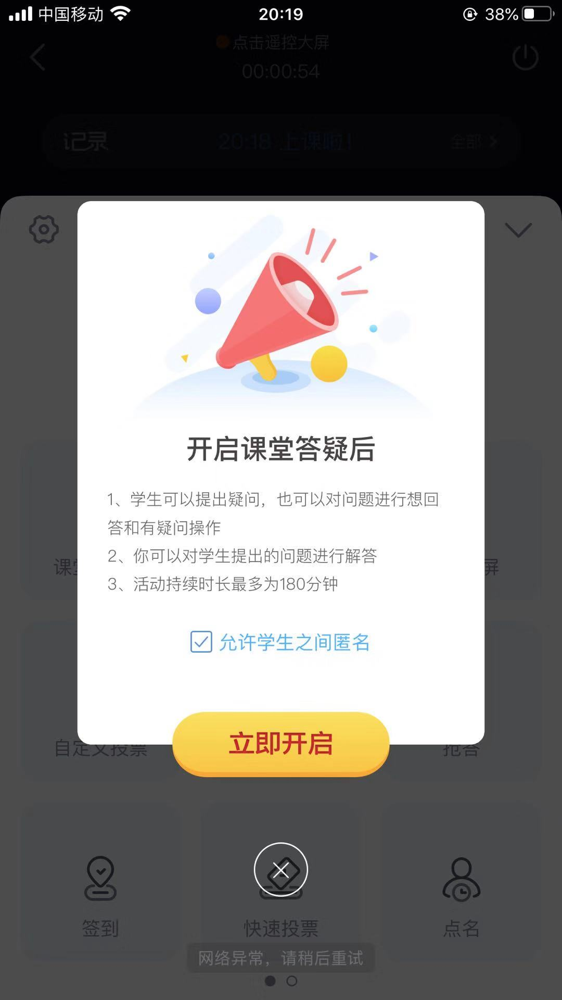 中国移动
20:19
38%
点击遥控大屏
00:00:54
记录
20:18 上课啦!
全部
开启课堂答疑后
1、学生可以提出疑问，也可以对问题进行想回
答和有疑问操作
2、你可以对学生提出的问题进行解答
3、活动持续时长最多为180分钟
课堂
屏
允许学生之间匿名
立即开启
自定义投票
抢答
签到
快速投票
点名
网络异常，请稍后重试